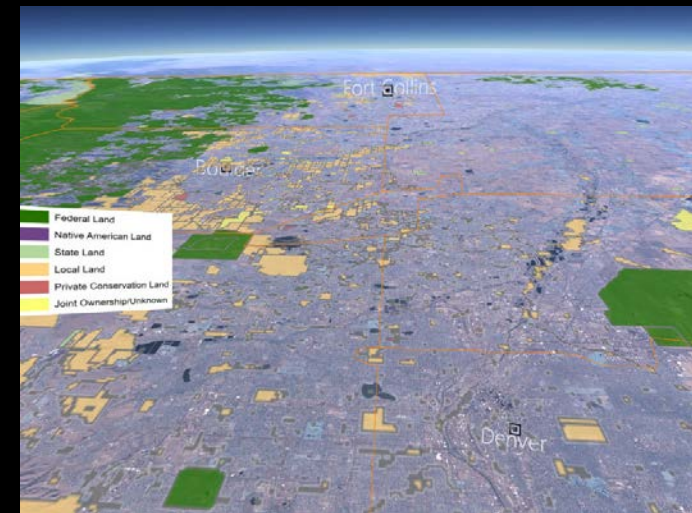 Fort Collins
Boulder
Federal Land
Native American Land
State Land
Local Land
Private Conservation Land
Joint Ownership/Unknown
Denver